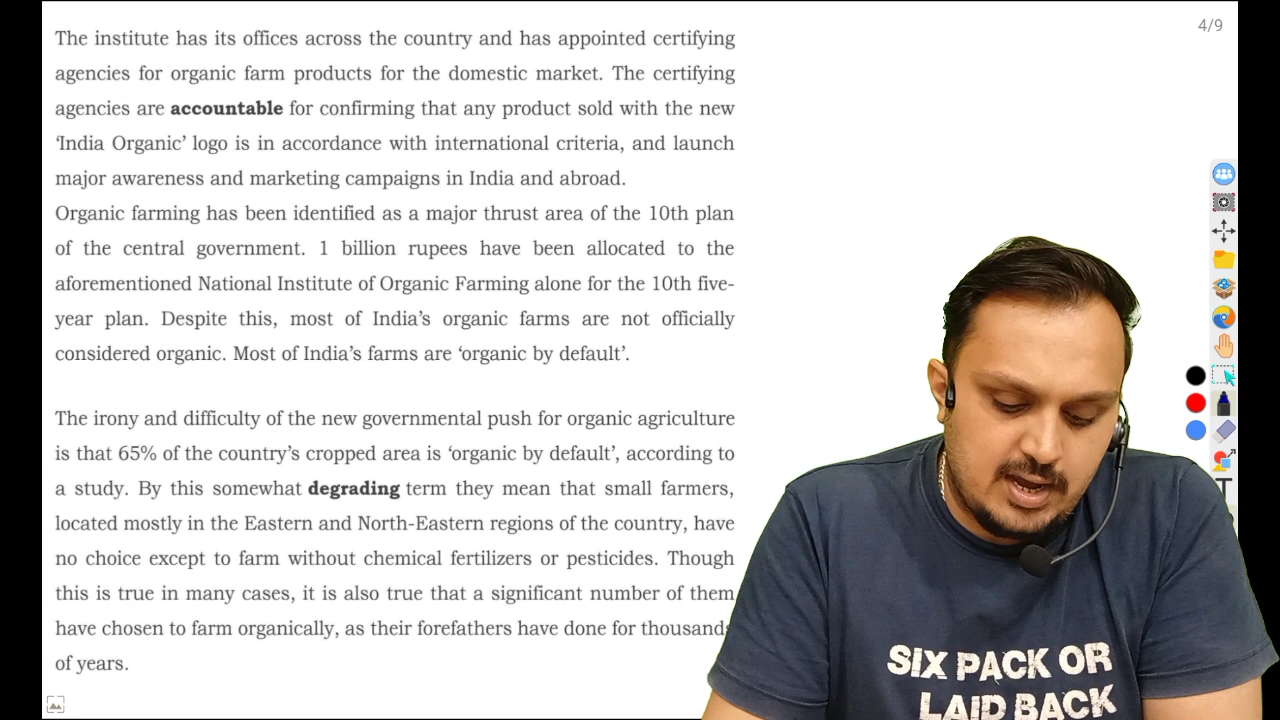 4/9
The institute has its offices across the country and has appointed certifying
agencies for organic farm products for the domestic market. The certifying
agencies are accountable for confirming that any product sold with the new
‘India Organic’ logo is in accordance with international criteria, and launch
major awareness and marketing campaigns in India and abroad.
Organic farming has been identified as a major thrust area of the 10th plan
of the central government. 1 billion rupees have been allocated to the
aforementioned National Institute of Organic Farming alone for the 10th five-
year plan. Despite this, most of India’s organic farms are not officially
considered organic. Most of India’s farms are ‘organic by default’.
The irony and difficulty of the new governmental push for organic agriculture
is that 65% of the country’s cropped area is ‘organic by default’, according to
a study. By this somewhat degrading term they mean that small farmers,
located mostly in the Eastern and North-Eastern regions of the country, have
no choice except to farm without chemical fertilizers or pesticides. Though
this is true in many cases, it is also true that a significant number of them
have chosen to farm organically, as their forefathers have done for thousands
of years.
T
SIX PACK OR
LAID BACK